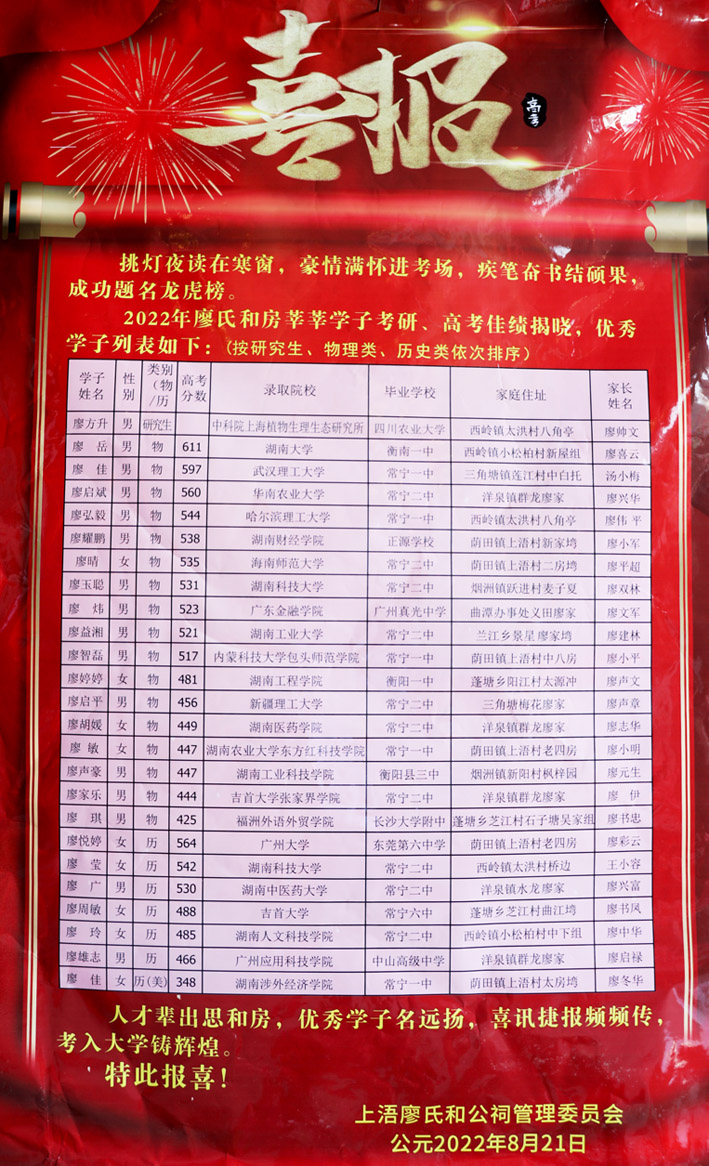 喜报
高考
挑灯夜读在寒窗，豪情满怀进考场，疾笔奋书结硕果，
成功题名龙虎榜。
2022年廖氏和房莘莘学子考研、高考佳绩揭晓，优秀
学子列表如下：(按研究生、物理类、历史类依次排序）
学子姓名 性别 类别（物/历 高考分数 录取院校 毕业学校 家庭住址 家长姓名
廖方升 男 研究生 中科院上海植物生理生态研究所 四川农业大学 西岭镇太洪村八角亭 廖帅文
廖岳 男 物 611 湖南大学 衡南一中 西岭镇小松柏村新屋组 廖喜云
廖佳 男 物 597 武汉理工大学 常宁一中 三角塘镇莲江村中白托 汤小梅
廖启斌 男 物 560 华南农业大学 常宁二中 洋泉镇群龙廖家 廖兴华
廖弘毅 男 物 544 哈尔滨理工大学 常宁一中 西岭镇太洪村八角亭 廖伟平
廖耀鹏 男 物 538 湖南财经学院 正源学校 荫田镇上浯村新家塆 廖小军
廖晴 女 物 535 海南师范大学 常宁二中 荫田镇上浯村二房塆 廖平超
廖玉聪 男 物 531 湖南科技大学 常宁二中 烟洲镇跃进村麦子夏 廖双林
廖炜 男 物 523 广东金融学院 广州真光中学 曲潭办事处义田廖家 廖文军
廖益湘 男 物 521 湖南工业大学 常宁二中 兰江乡景星廖家塆 廖建林
廖智磊 男 物 517 内蒙科技大学包头师范学院 常宁一中 荫田镇上浯村中八房 廖小平
廖婷婷 女 物 481 湖南工程学院 衡阳一中 蓬塘乡阳江村太源冲 廖声文
廖启平 男 物 456 新疆理工大学 常宁二中 三角塘梅花廖家 廖声章
廖胡媛 女 物 449 湖南医药学院 常宁二中 洋泉镇群龙廖家 廖志华
廖敏 女 物 447 湖南农业大学东方红科技学院 常宁一中 荫田镇上浯村老四房 廖小明
廖声豪 男 物 447 湖南工业科技学院 衡阳县三中 烟洲镇新阳村枫梓园 廖元生
廖家乐 男 物 444 吉首大学张家界学院 常宁二中 洋泉镇群龙廖家 廖伊
廖琪 男 物 425 福洲外语外贸学院 长沙大学附中 蓬塘乡芝江村石子塘吴家组 廖书忠
廖悦婷 女 历 564 广州大学 东莞第六中学 荫田镇上浯村老四房 廖彩云
廖莹 女 历 542 湖南科技大学 常宁二中 西岭镇太洪村桥边 王小容
廖广 男 历 530 湖南中医药大学 常宁二中 洋泉镇水龙廖家 廖兴富
廖周敏 女 历 488 吉首大学 常宁六中 蓬塘乡芝江村曲江塆 廖书凤
廖玲 女 历 485 湖南人文科技学院 常宁二中 西岭镇小松柏村中下组 廖中华
廖雄志 男 历 466 广州应用科技学院 中山高级中学 洋泉镇群龙廖家 廖启禄
廖佳 女 历(美) 348 湖南涉外经济学院 常宁一中 荫田镇上浯村太房塆 廖冬华
人才辈出思和房，优秀学子名远扬，喜讯捷报频频传，
考入大学铸辉煌。
特此报喜！
上浯廖氏和公祠管理委员会
公元2022年8月21日